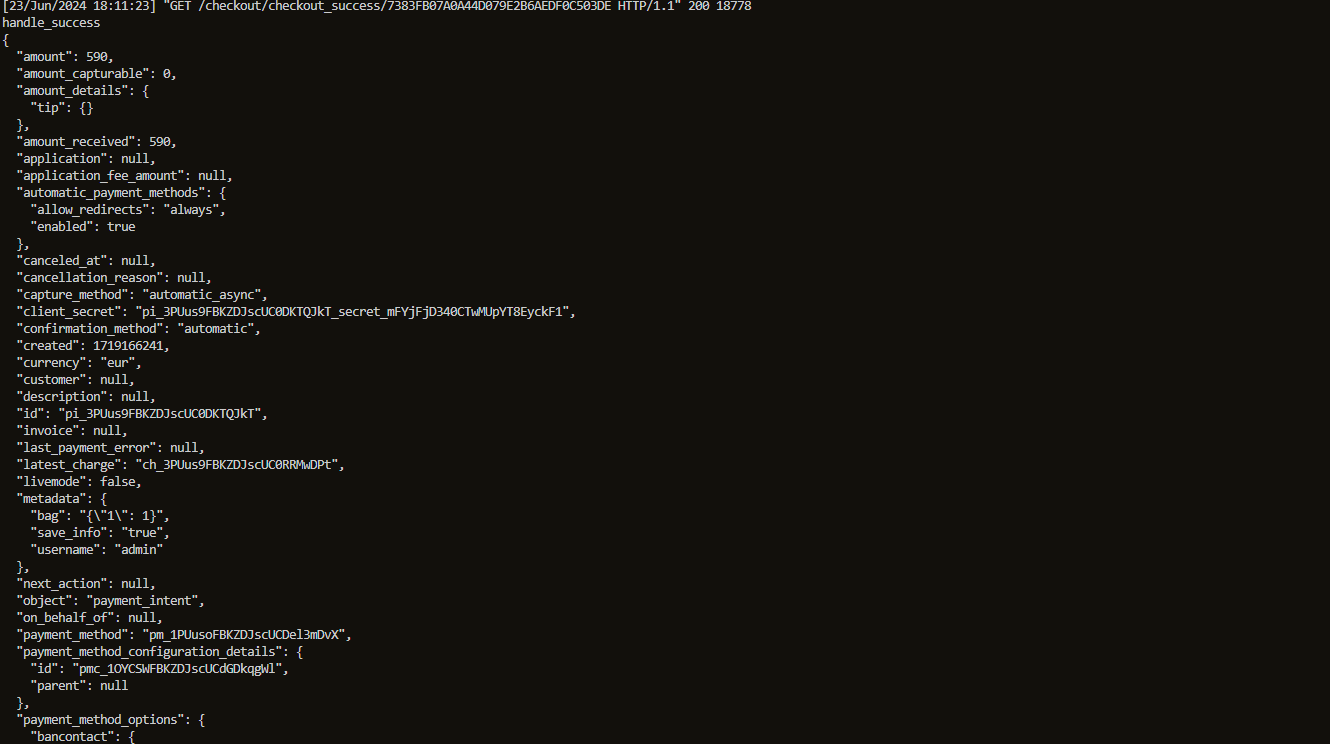 [23/Jun/2024 18:11:23] "GET /checkout/checkout_success/7383FB07A0A44D079E2B6AEDF0C503DE HTTP/1.1" 200 18778
handle_success
{
  "amount": 590,
  "amount_capturable": 0,
  "amount_details": {
    "tip": {}
  },
  "amount_received": 590,
  "application": null,
  "application_fee_amount": null,
  "automatic_payment_methods": {
    "allow_redirects": "always",
    "enabled": true
  },
  "canceled_at": null,
  "cancellation_reason": null,
  "capture_method": "automatic_async",
  "client_secret": "pi_3PUus9FBKZDJscUC0DKTQJkT_secret_mFYjFjD340CTwMUpYT8EyckF1",
  "confirmation_method": "automatic",
  "created": 1719166241,
  "currency": "eur",
  "customer": null,
  "description": null,
  "id": "pi_3PUus9FBKZDJscUC0DKTQJkT",
  "invoice": null,
  "last_payment_error": null,
  "latest_charge": "ch_3PUus9FBKZDJscUC0RRMwDPt",
  "livemode": false,
  "metadata": {
    "bag": "{\"1\": 1}",
    "save_info": "true",
    "username": "admin"
  },
  "next_action": null,
  "object": "payment_intent",
  "on_behalf_of": null,
  "payment_method": "pm_1PUusoFBKZDJscUCDel3mDvX",
  "payment_method_configuration_details": {
    "id": "pmc_1OYCSWFBKZDJscUCdGDkqgWl",
    "parent": null
  },
  "payment_method_options": {
    "bancontact": {